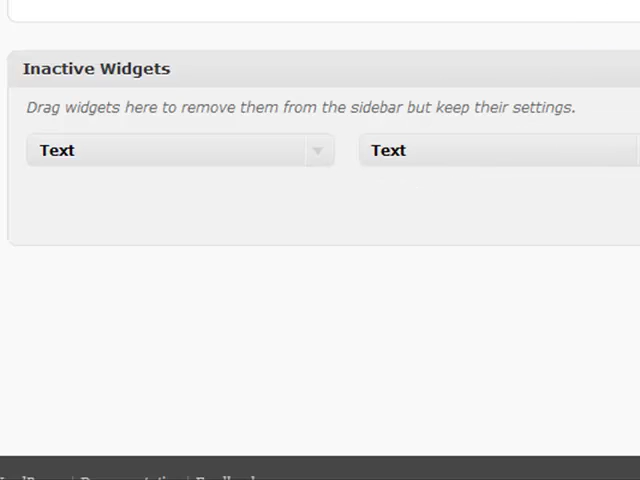 Inactive Widgets
Drag widgets here to remove them from the sidebar but keep their settings.
Text
Text